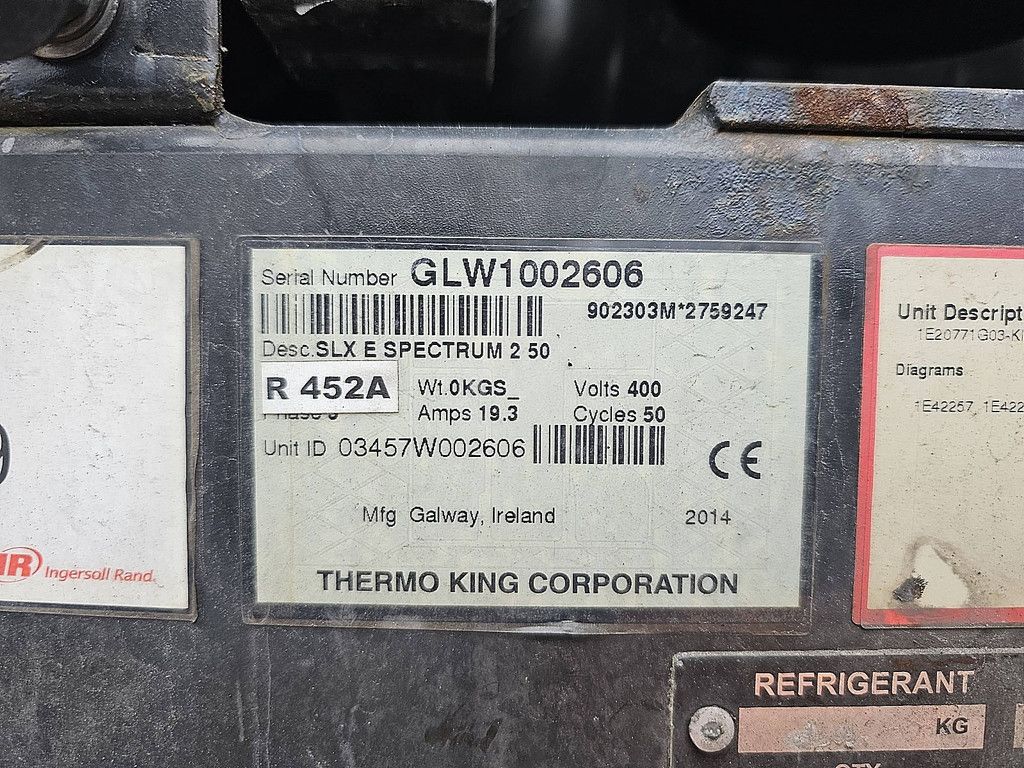 Serial Number GLW1002606
902303M*2759247
Desc.SLX E SPECTRUM 2 50
R 452A
Wt.0KGS_ Volts 400
Amps 19.3 Cycles 50
Unit ID 03457W002606
CE
Mfg Galway, Ireland 2014
THERMO KING CORPORATION
IR Ingersoll Rand
Unit Descript
Diagrams
1E42257, 1E422
REFRIGERANT
KG